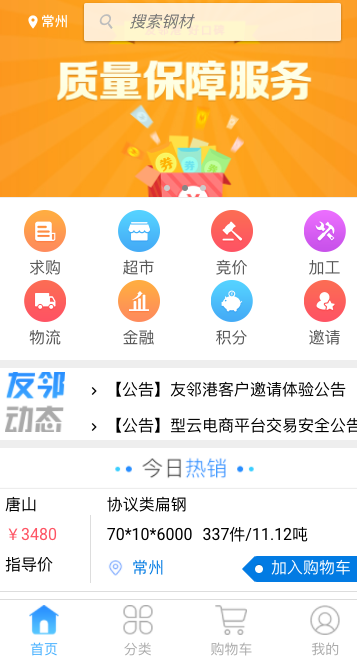 常州
搜索钢材
质量保障服务
券
求购 超市 竞价 加工
物流 金融 积分 邀请
友邻
动态
【公告】友邻港客户邀请体验公告
【公告】型云电商平台交易安全公告
今日热销
唐山 协议类扁钢
￥3480 70*10*6000 337件/11.12吨
指导价 常州 加入购物车
首页 分类 购物车 我的